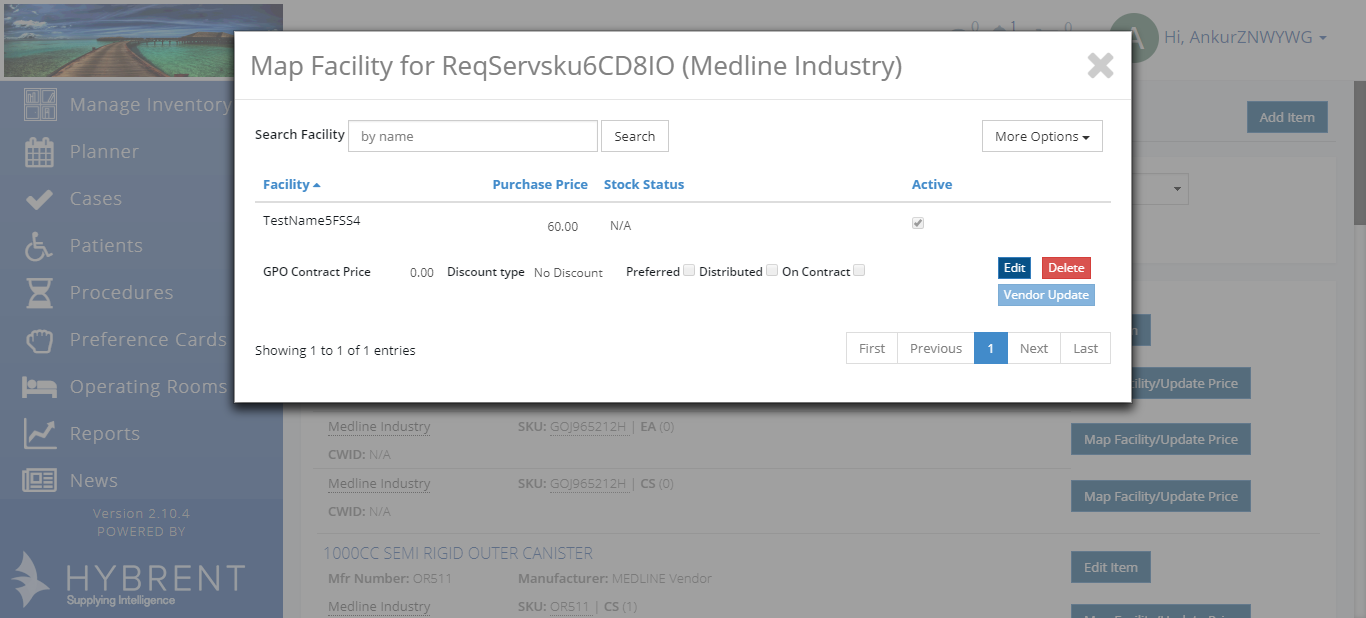 0 1 0
A Hi, AnkurZNWYWG
Map Facility for ReqServsku6CD8IO (Medline Industry)
Manage Inventory
Planner
Cases
Patients
Procedures
Preference Cards
Operating Rooms
Reports
News
Version 2.10.4
POWERED BY
HYBRENT
Supplying Intelligence
Add Item
Search Facility by name Search More Options
Facility Purchase Price Stock Status Active
TestName5FSS4 60.00 N/A
GPO Contract Price 0.00 Discount type No Discount Preferred Distributed On Contract Edit Delete
Vendor Update
Showing 1 to 1 of 1 entries First Previous 1 Next Last
Medline Industry SKU: GOJ965212H | EA (0) Map Facility/Update Price
CWID: N/A
Medline Industry SKU: GOJ965212H | CS (0) Map Facility/Update Price
CWID: N/A
1000CC SEMI RIGID OUTER CANISTER
Mfr Number: OR511 Manufacturer: MEDLINE Vendor Edit Item
Medline Industry SKU: OR511 | CS (1)